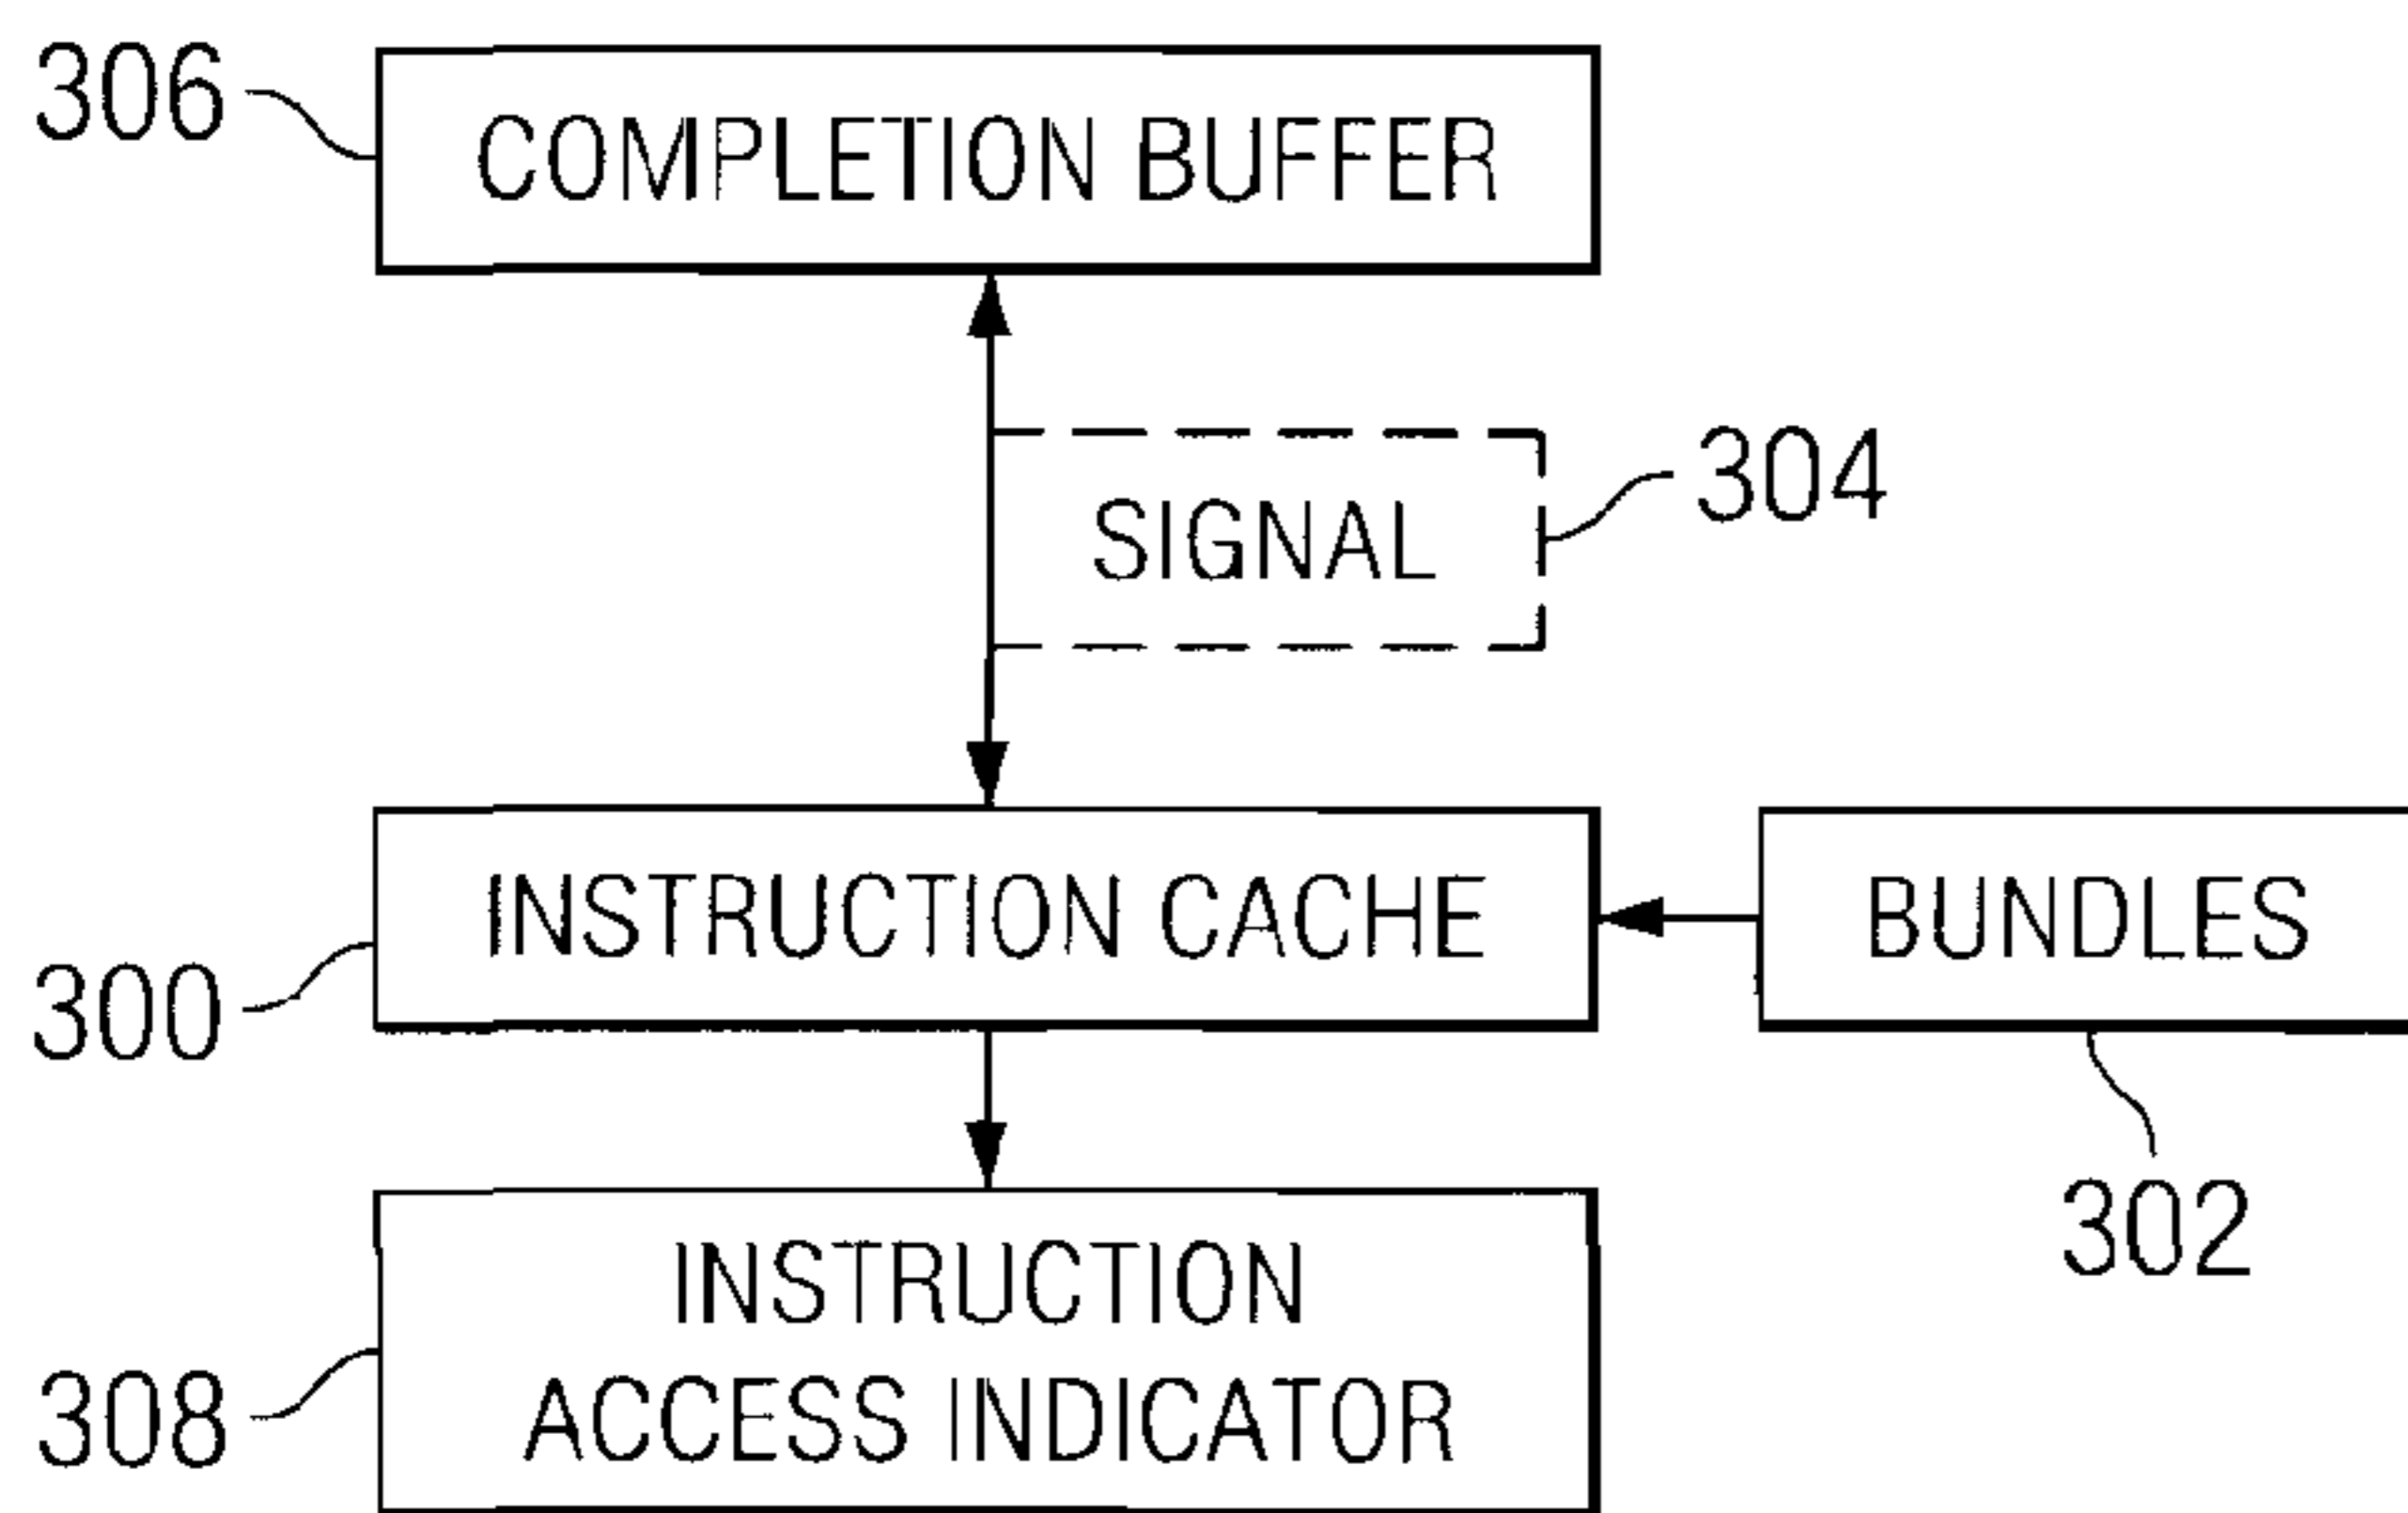 306
COMPLETION BUFFER
SIGNAL
304
INSTRUCTION CACHE
BUNDLES
300
302
INSTRUCTION
ACCESS INDICATOR
308